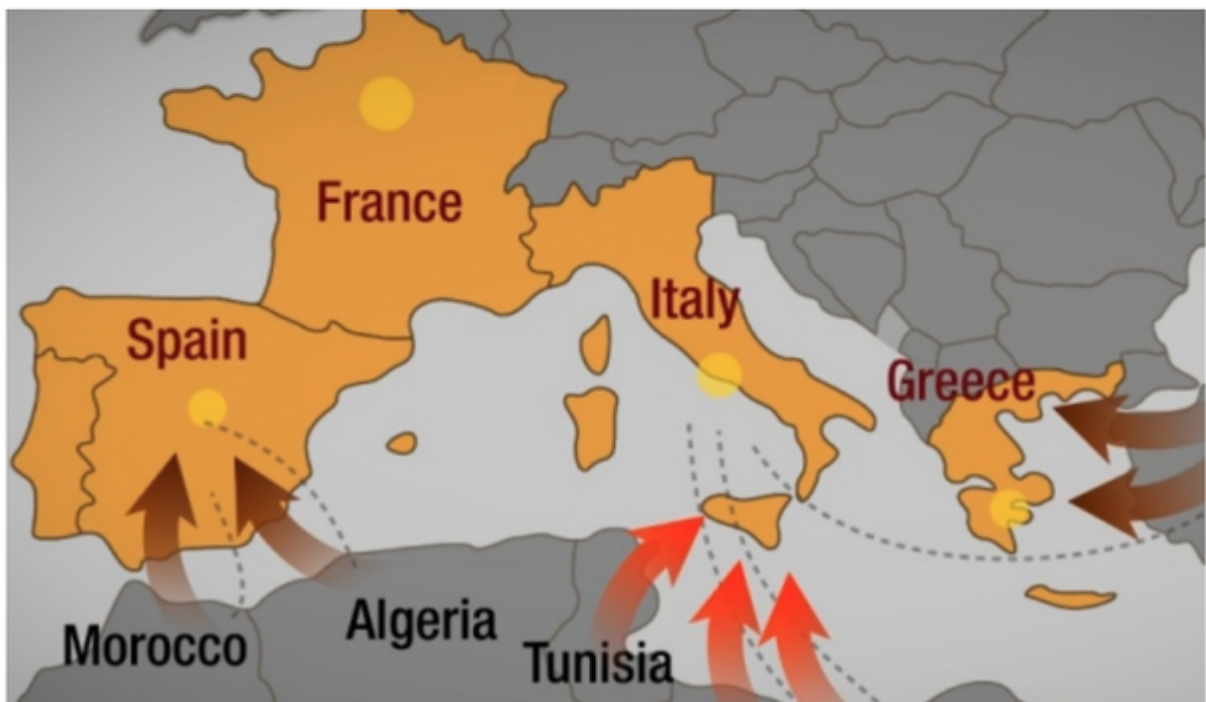 France
Italy
Spain
Greece
Algeria
Morocco
Tunisia